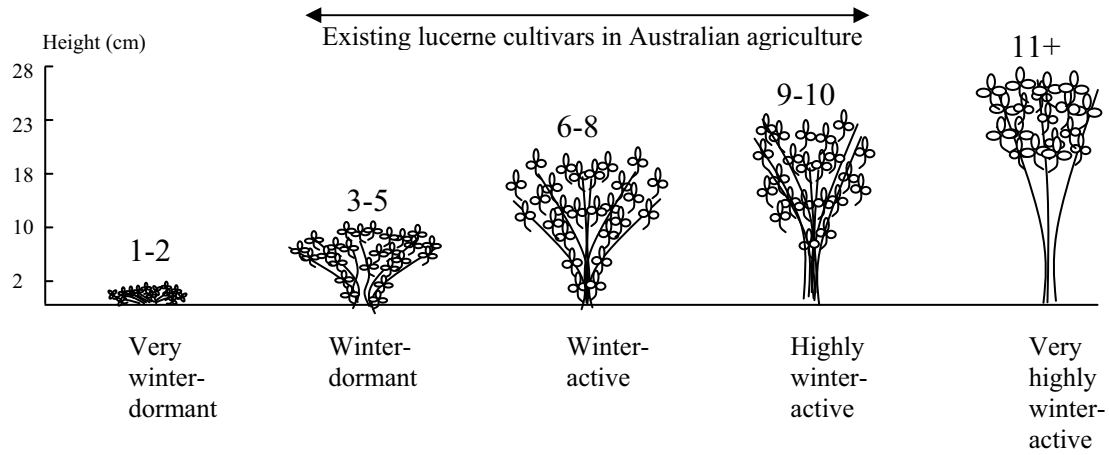 Existing lucerne cultivars in Australian agriculture
Height (cm)
28
23
18
10
2
1-2
3-5
6-8
9-10
11+
Very
winter-
dormant
Winter-
dormant
Winter-
active
Highly
winter-
active
Very
highly
winter-
active